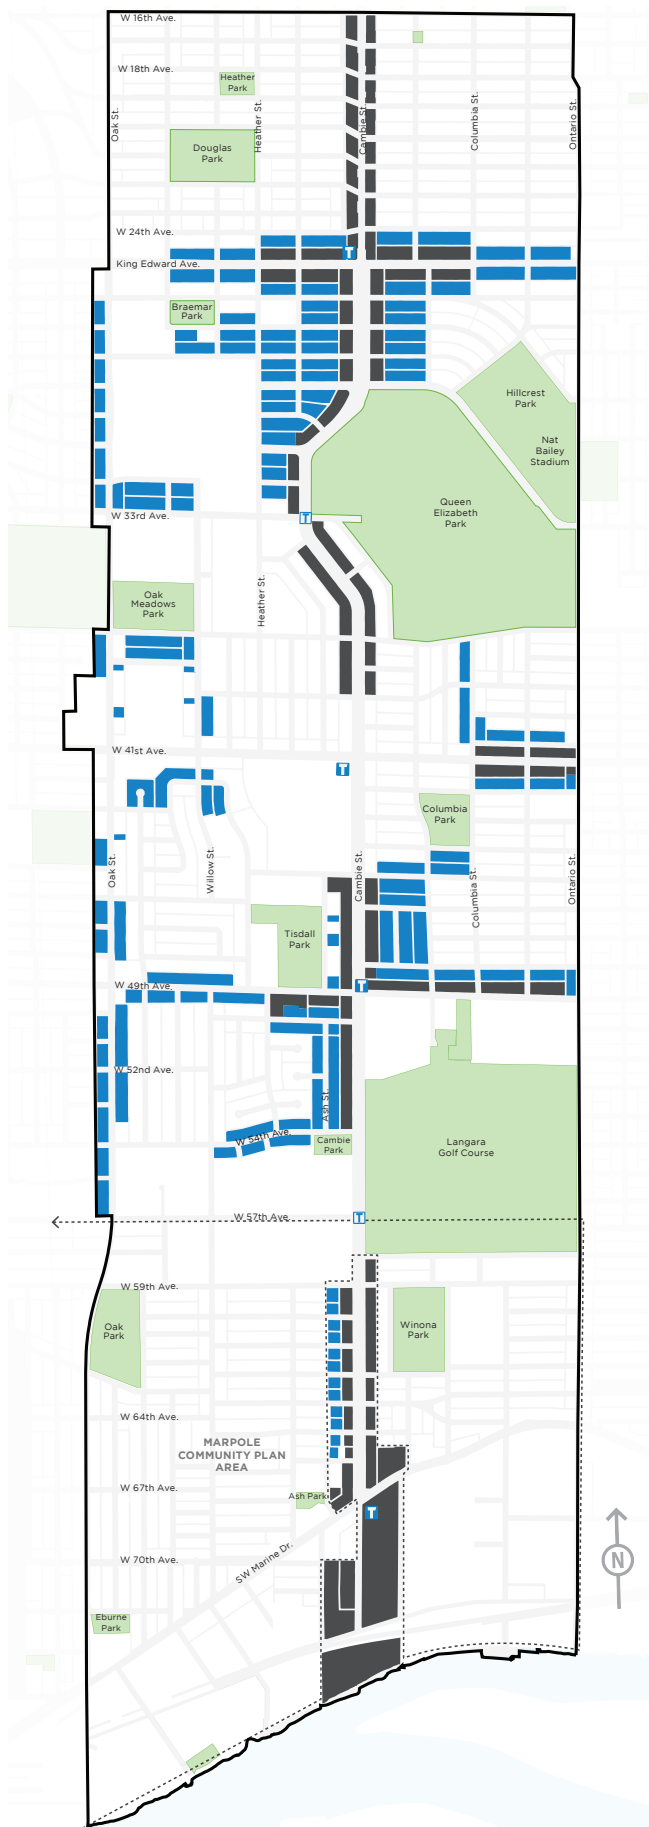 W 16th Ave.
W 18th Ave.
Heather
Park
Oak St.
Heather St.
Cambie St.
Columbia St.
Ontario St.
Douglas
Park
W 24th Ave.
T
King Edward Ave.
Braemar
Park
Hillcrest
Park
Nat
Bailey
Stadium
Queen
Elizabeth
Park
W 33rd Ave.
T
Heather St.
Oak
Meadows
Park
W 41st Ave.
T
Columbia
Park
Oak St.
Willow St.
Cambie St.
Columbia St.
Ontario St.
Tisdall
Park
W 49th Ave.
T
W 52nd Ave.
Ash St.
W 54th Ave.
Cambie
Park
Langara
Golf Course
W 57th Ave.
T
W 59th Ave.
Oak
Park
Winona
Park
W 64th Ave.
MARPOLE
COMMUNITY PLAN
AREA
W 67th Ave.
Ash Park
T
SW Marine Dr.
W 70th Ave.
N
Eburne
Park